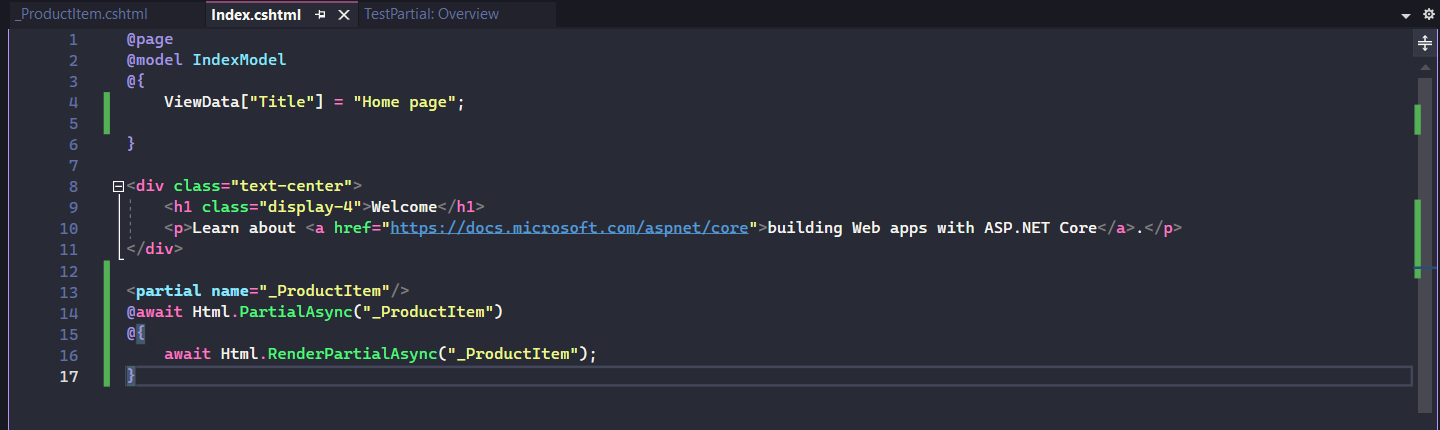 _ProductItem.cshtml Index.cshtml TestPartial: Overview
1 @page
2 @model IndexModel
3 @{
4 ViewData["Title"] = "Home page";
5
6 }
7
8 <div class="text-center">
9 <h1 class="display-4">Welcome</h1>
10 <p>Learn about <a href="https://docs.microsoft.com/aspnet/core">building Web apps with ASP.NET Core</a>.</p>
11 </div>
12
13 <partial name="_ProductItem"/>
14 @await Html.PartialAsync("_ProductItem")
15 @{
16 await Html.RenderPartialAsync("_ProductItem");
17 }